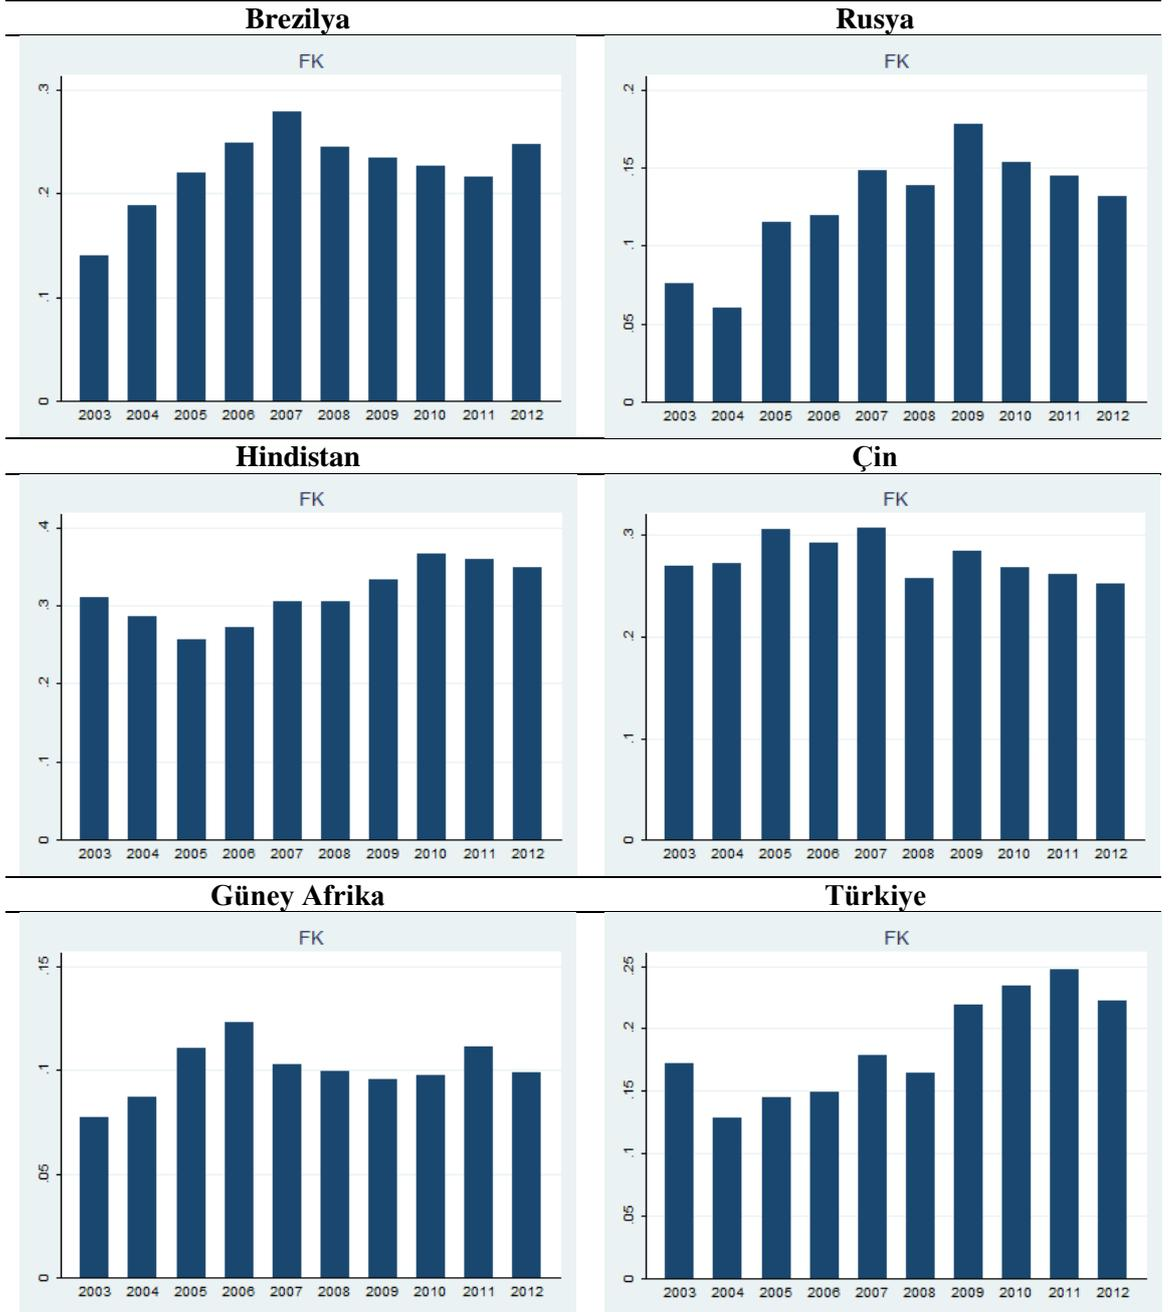 Brezilya Rusya
FK FK
.3 .2
.2 .15
.1 .1
0 .05
0
2003 2004 2005 2006 2007 2008 2009 2010 2011 2012 2003 2004 2005 2006 2007 2008 2009 2010 2011 2012
Hindistan Çin
FK FK
.4 .3
.3 .2
.2 .1
.1 0
0
2003 2004 2005 2006 2007 2008 2009 2010 2011 2012 2003 2004 2005 2006 2007 2008 2009 2010 2011 2012
Güney Afrika Türkiye
FK FK
.15 .25
.1 .2
.05 .15
0 .1
.05
0
2003 2004 2005 2006 2007 2008 2009 2010 2011 2012 2003 2004 2005 2006 2007 2008 2009 2010 2011 2012